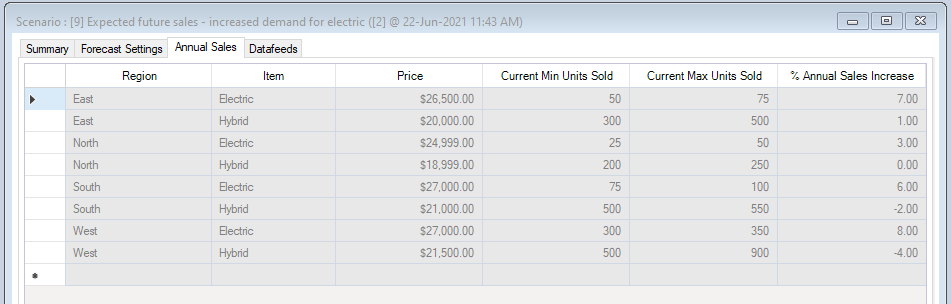 Scenario : [9] Expected future sales - increased demand for electric ([2] @ 22-Jun-2021 11:43 AM)
Summary Forecast Settings Annual Sales Datafeeds
Region Item Price Current Min Units Sold Current Max Units Sold % Annual Sales Increase
East Electric $26,500.00 50 75 7.00
East Hybrid $20,000.00 300 500 1.00
North Electric $24,999.00 25 50 3.00
North Hybrid $18,999.00 200 250 0.00
South Electric $27,000.00 75 100 6.00
South Hybrid $21,000.00 500 550 -2.00
West Electric $27,000.00 300 350 8.00
West Hybrid $21,500.00 500 900 -4.00